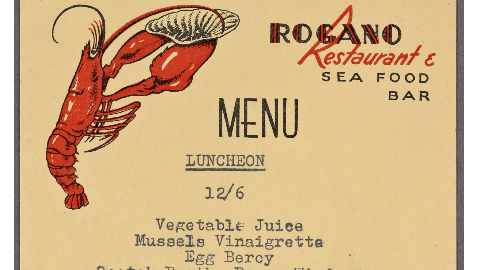 ROGANO
Restaurant &
SEA FOOD
BAR
MENU
LUNCHEON
12/6
Vegetable Juice
Mussels Vinaigrette
Egg Bercy